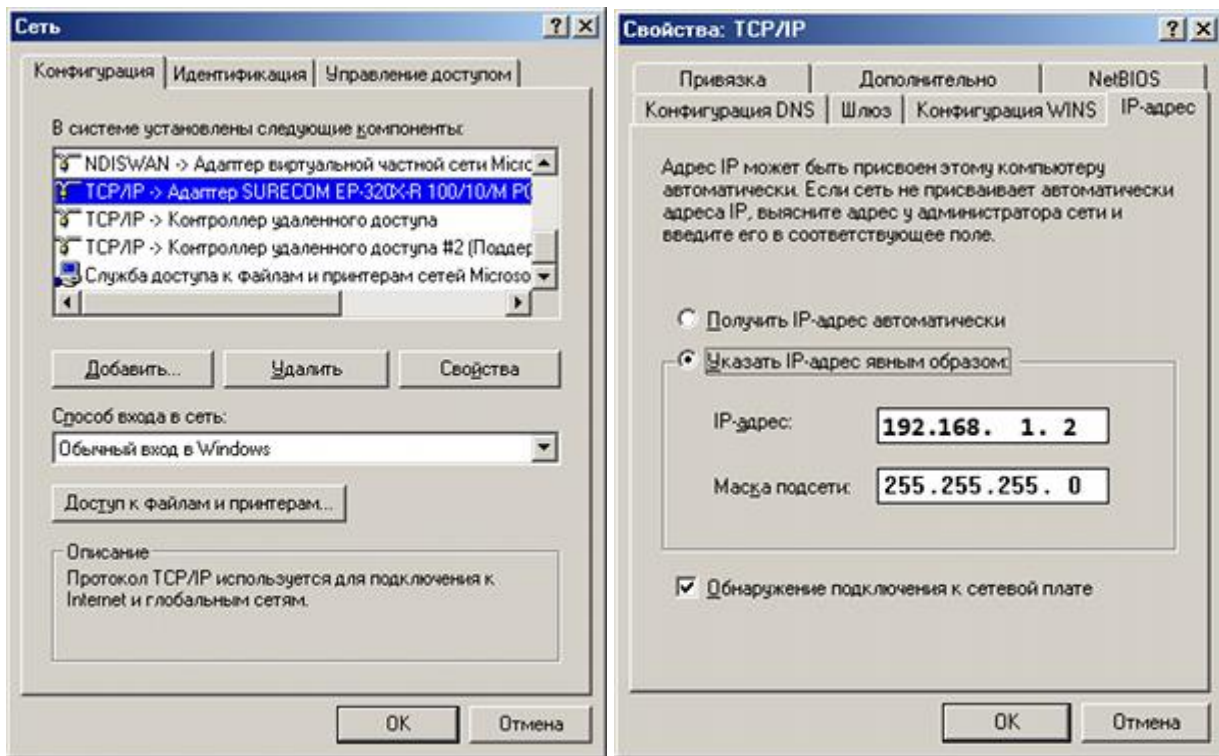 Сеть
Конфигурация
Идентификация
Управление доступом
В системе установлены следующие компоненты:
NDISWAN -> Адаптер виртуальной частной сети Micro
TCP/IP -> Адаптер SURECOM EP-320X-R 100/10/M PC
TCP/IP -> Контроллер удаленного доступа
TCP/IP -> Контроллер удаленного доступа #2 (Поддер
Служба доступа к файлам и принтерам сетей Microso
Добавить...
Удалить
Свойства
Способ входа в сеть:
Обычный вход в Windows
Доступ к файлам и принтерам...
Описание
Протокол TCP/IP используется для подключения к
Internet и глобальным сетям.
OK
Отмена
Свойства: TCP/IP
Привязка
Дополнительно
NetBIOS
Конфигурация DNS
Шлюз
Конфигурация WINS
IP-адрес
Адрес IP может быть присвоен этому компьютеру
автоматически. Если сеть не присваивает автоматически
адреса IP, выясните адрес у администратора сети и
введите его в соответствующее поле.
Получить IP-адрес автоматически
Указать IP-адрес явным образом:
IP-адрес:
192.168. 1. 2
Маска подсети:
255.255.255. 0
Обнаружение подключения к сетевой плате
OK
Отмена